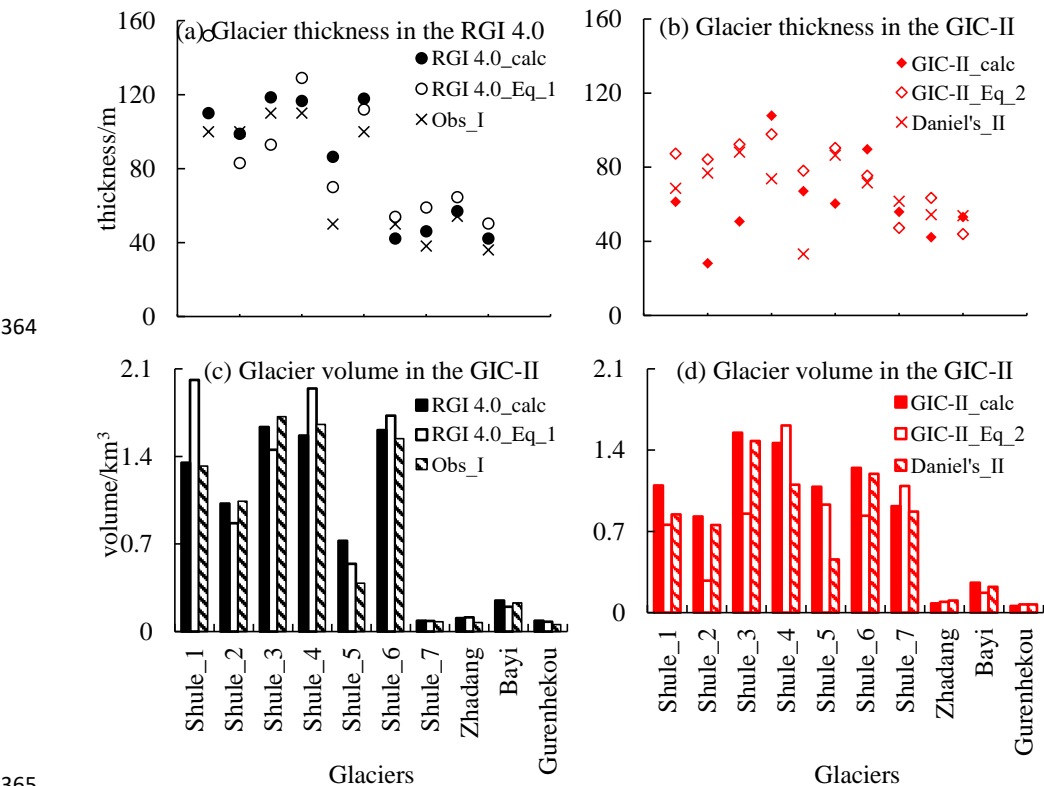 (a) Glacier thickness in the RGI 4.0
160
120
80
40
0
thickness/m
RGI 4.0_calc
RGI 4.0_Eq_1
Obs_I
(b) Glacier thickness in the GIC-II
160
120
80
40
0
GIC-II_calc
GIC-II_Eq_2
Daniel's_II
364
(c) Glacier volume in the GIC-II
2.1
1.4
0.7
0
volume/km³
RGI 4.0_calc
RGI 4.0_Eq_1
Obs_I
Shule_1
Shule_2
Shule_3
Shule_4
Shule_5
Shule_6
Shule_7
Zhadang
Bayi
Gurenhekou
Glaciers
(d) Glacier volume in the GIC-II
2.1
1.4
0.7
0
GIC-II_calc
GIC-II_Eq_2
Daniel's_II
Shule_1
Shule_2
Shule_3
Shule_4
Shule_5
Shule_6
Shule_7
Zhadang
Bayi
Gurenhekou
Glaciers
365